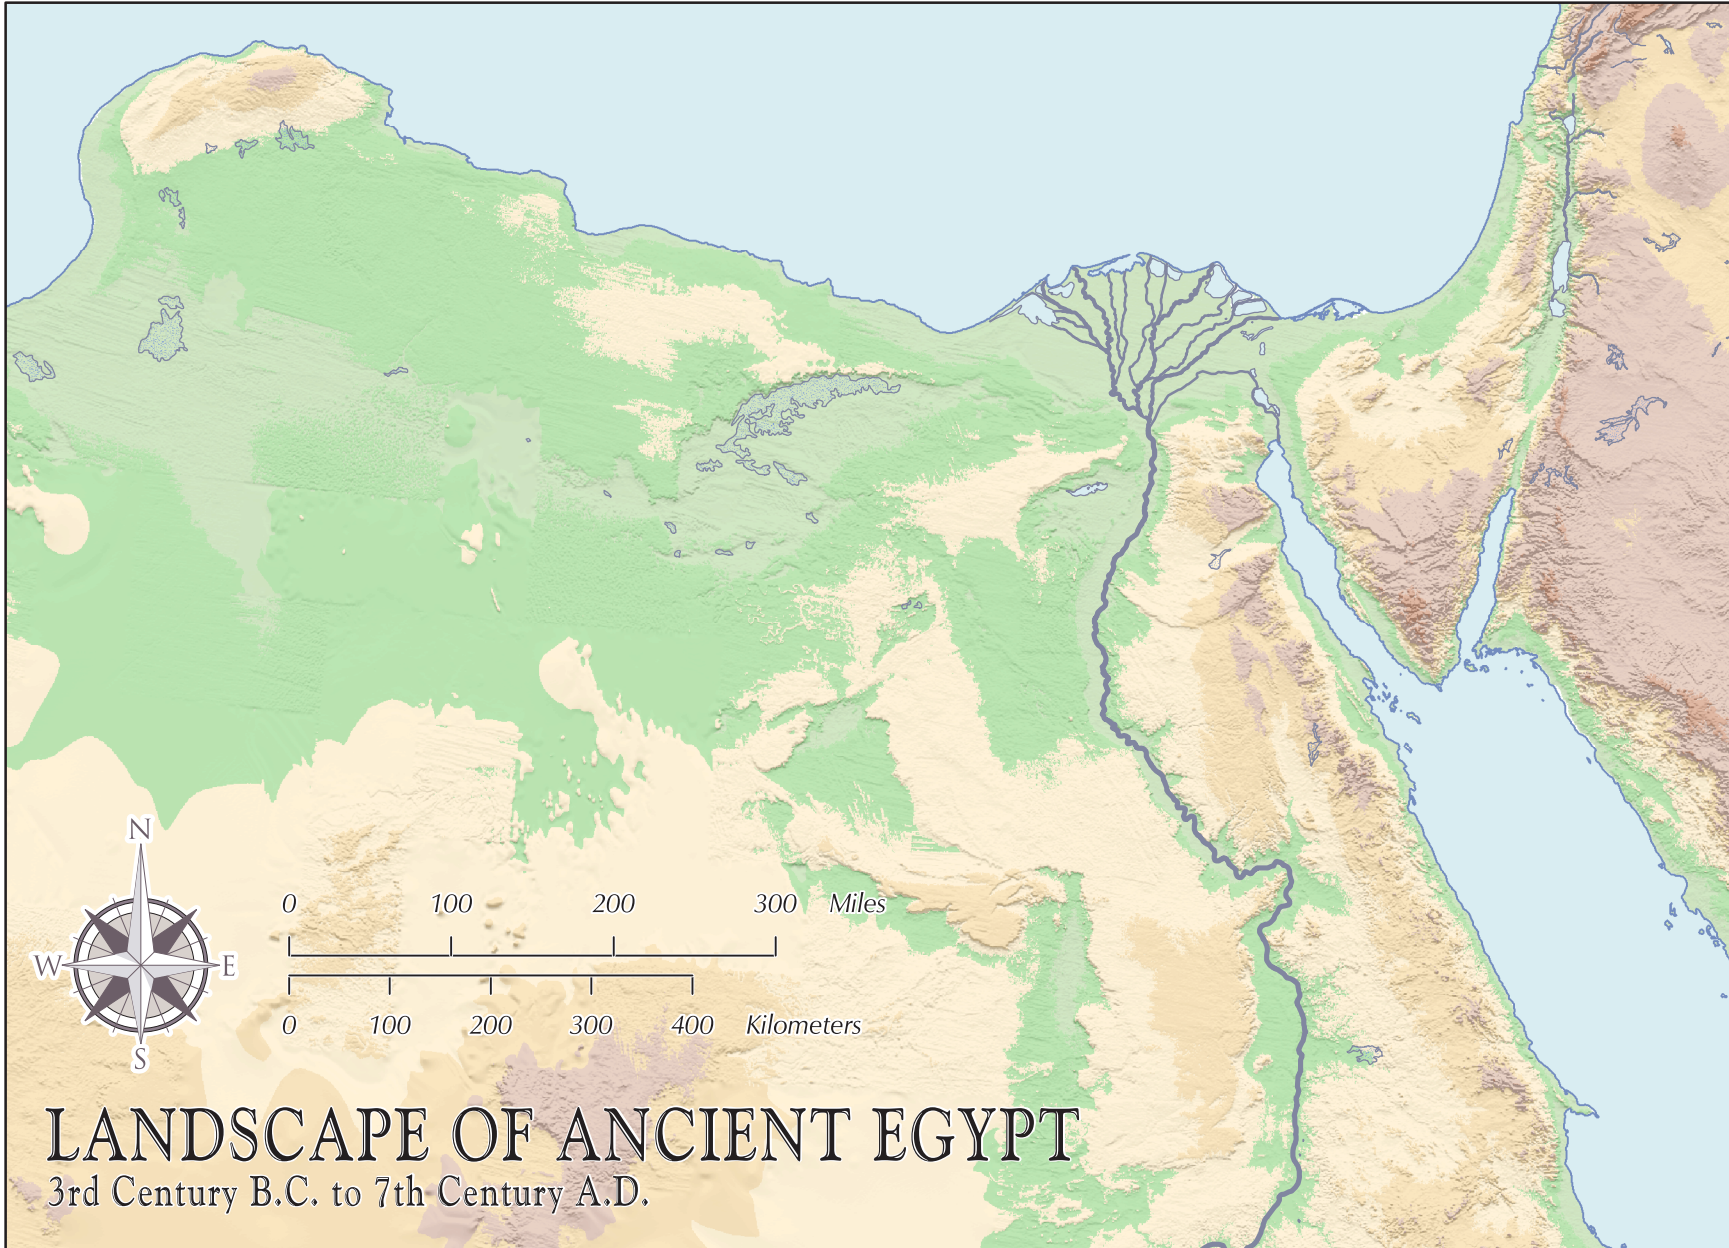 N
W E
S
0 100 200 300 Miles
0 100 200 300 400 Kilometers
LANDSCAPE OF ANCIENT EGYPT
3rd Century B.C. to 7th Century A.D.